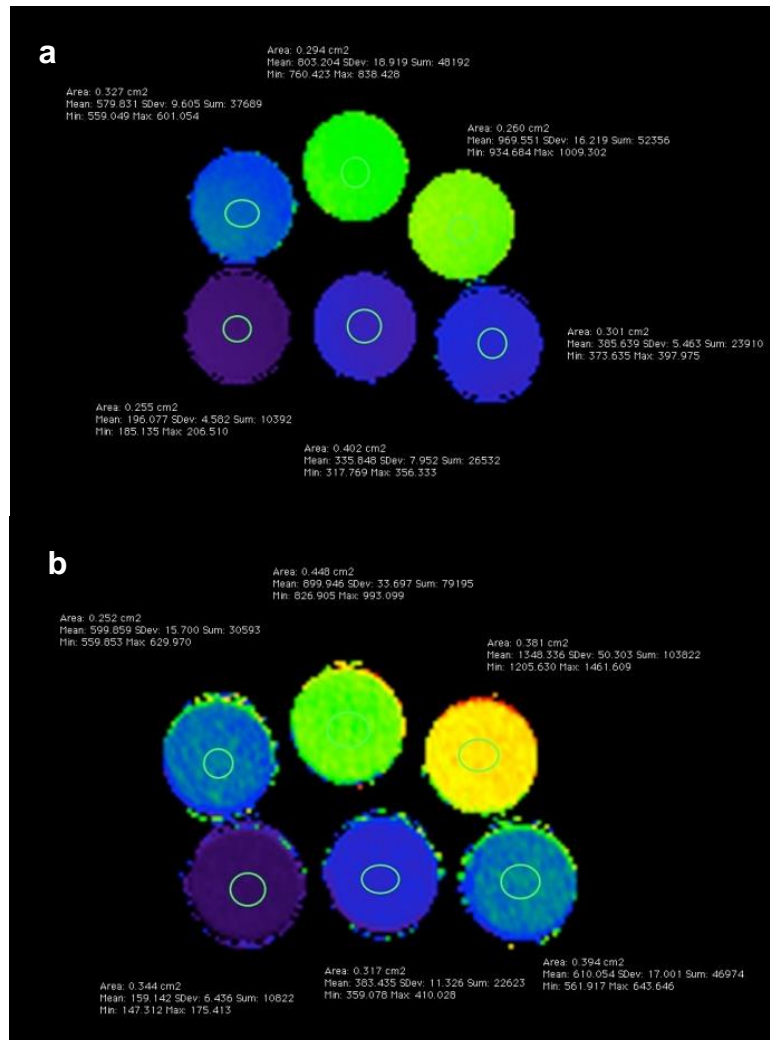 a
Area: 0.294 cm2
Mean: 803.204 SDev: 18.919 Sum: 48192
Min: 760.423 Max: 838.428
Area: 0.327 cm2
Mean: 579.831 SDev: 9.605 Sum: 37689
Min: 559.049 Max: 601.054
Area: 0.260 cm2
Mean: 969.551 SDev: 16.219 Sum: 52356
Min: 934.684 Max: 1009.302
Area: 0.301 cm2
Mean: 385.639 SDev: 5.463 Sum: 23910
Min: 373.635 Max: 397.975
Area: 0.255 cm2
Mean: 196.077 SDev: 4.582 Sum: 10392
Min: 185.135 Max: 206.510
Area: 0.402 cm2
Mean: 335.848 SDev: 7.952 Sum: 26532
Min: 317.769 Max: 356.333
b
Area: 0.448 cm2
Mean: 899.946 SDev: 33.697 Sum: 79195
Min: 826.905 Max: 993.099
Area: 0.252 cm2
Mean: 599.859 SDev: 15.700 Sum: 30593
Min: 559.853 Max: 629.970
Area: 0.381 cm2
Mean: 1348.336 SDev: 50.303 Sum: 103822
Min: 1205.630 Max: 1461.609
Area: 0.394 cm2
Mean: 610.054 SDev: 17.001 Sum: 46974
Min: 561.917 Max: 643.646
Area: 0.317 cm2
Mean: 383.435 SDev: 11.326 Sum: 22623
Min: 359.078 Max: 410.028
Area: 0.344 cm2
Mean: 159.142 SDev: 6.436 Sum: 10822
Min: 147.312 Max: 175.413